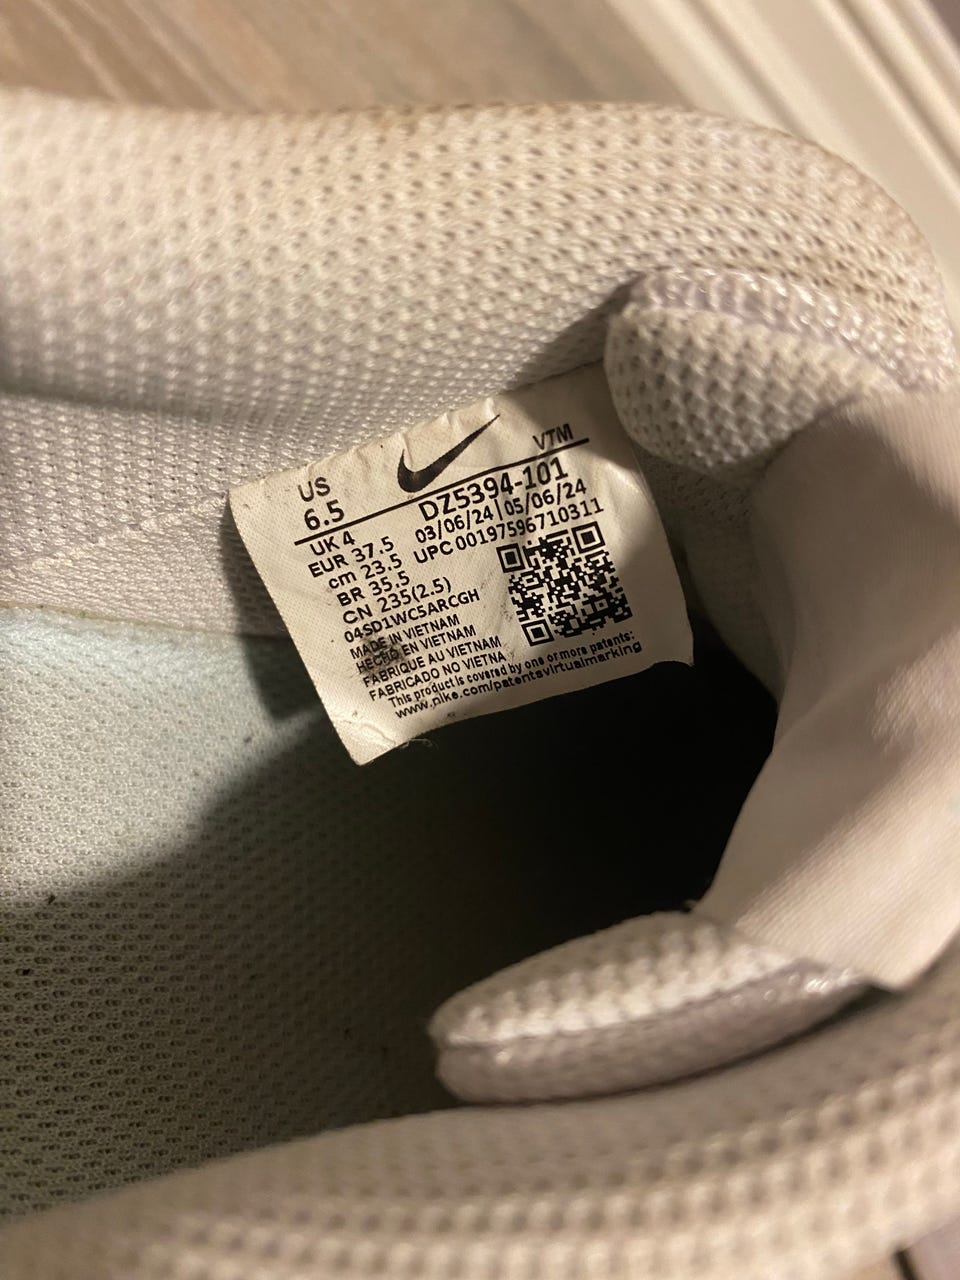 VTM
US
6.5
DZ5394-101
UK 4
03/06/24|05/06/24
EUR 37.5
UPC 00197596710311
cm 23.5
BR 35.5
CN 235(2.5)
04SD1WC5ARCGH
MADE IN VIETNAM
HECHO EN VIETNAM
FABRIQUE AU VIETNAM
FABRICADO NO VIETNA
This product is covered by one or more patents:
www.nike.com/patentsvirtualmarking